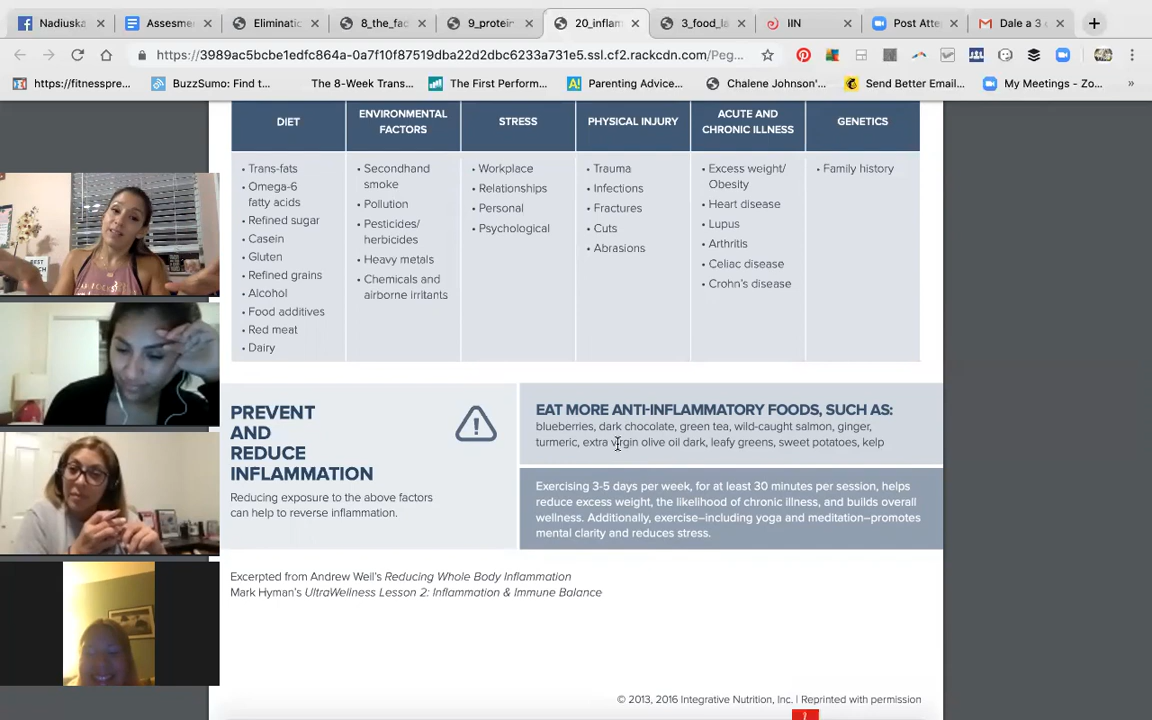 Nadiuska
Assesme
Eliminatic
8_the_fac
9_protein
20_inflam
3_food_la
IIN
Post Atte
Dale a 3
https://3989ac5bcbe1ecfdc864a-0a7f10f87519dba22d2dbc6233a731e5.ssl.cf2.rackcdn.com/Peg...
https://fitnesspre...
BuzzSumo: Find t...
The 8-Week Trans...
The First Perform...
Parenting Advice...
Chalene Johnson'...
Send Better Email...
My Meetings - Zo...
DIET
ENVIRONMENTAL
FACTORS
STRESS
PHYSICAL INJURY
ACUTE AND
CHRONIC ILLNESS
GENETICS
• Trans-fats
• Omega-6
fatty acids
• Refined sugar
• Casein
• Gluten
• Refined grains
• Alcohol
• Food additives
• Red meat
• Dairy
• Secondhand
smoke
• Pollution
• Pesticides/
herbicides
• Heavy metals
• Chemicals and
airborne irritants
• Workplace
• Relationships
• Personal
• Psychological
• Trauma
• Infections
• Fractures
• Cuts
• Abrasions
• Excess weight/
Obesity
• Heart disease
• Lupus
• Arthritis
• Celiac disease
• Crohn's disease
• Family history
PREVENT
AND
REDUCE
INFLAMMATION
Reducing exposure to the above factors
can help to reverse inflammation.
EAT MORE ANTI-INFLAMMATORY FOODS, SUCH AS:
blueberries, dark chocolate, green tea, wild-caught salmon, ginger,
turmeric, extra virgin olive oil dark, leafy greens, sweet potatoes, kelp
Exercising 3-5 days per week, for at least 30 minutes per session, helps
reduce excess weight, the likelihood of chronic illness, and builds overall
wellness. Additionally, exercise–including yoga and meditation–promotes
mental clarity and reduces stress.
Excerpted from Andrew Weil's Reducing Whole Body Inflammation
Mark Hyman's UltraWellness Lesson 2: Inflammation & Immune Balance
© 2013, 2016 Integrative Nutrition, Inc. | Reprinted with permission